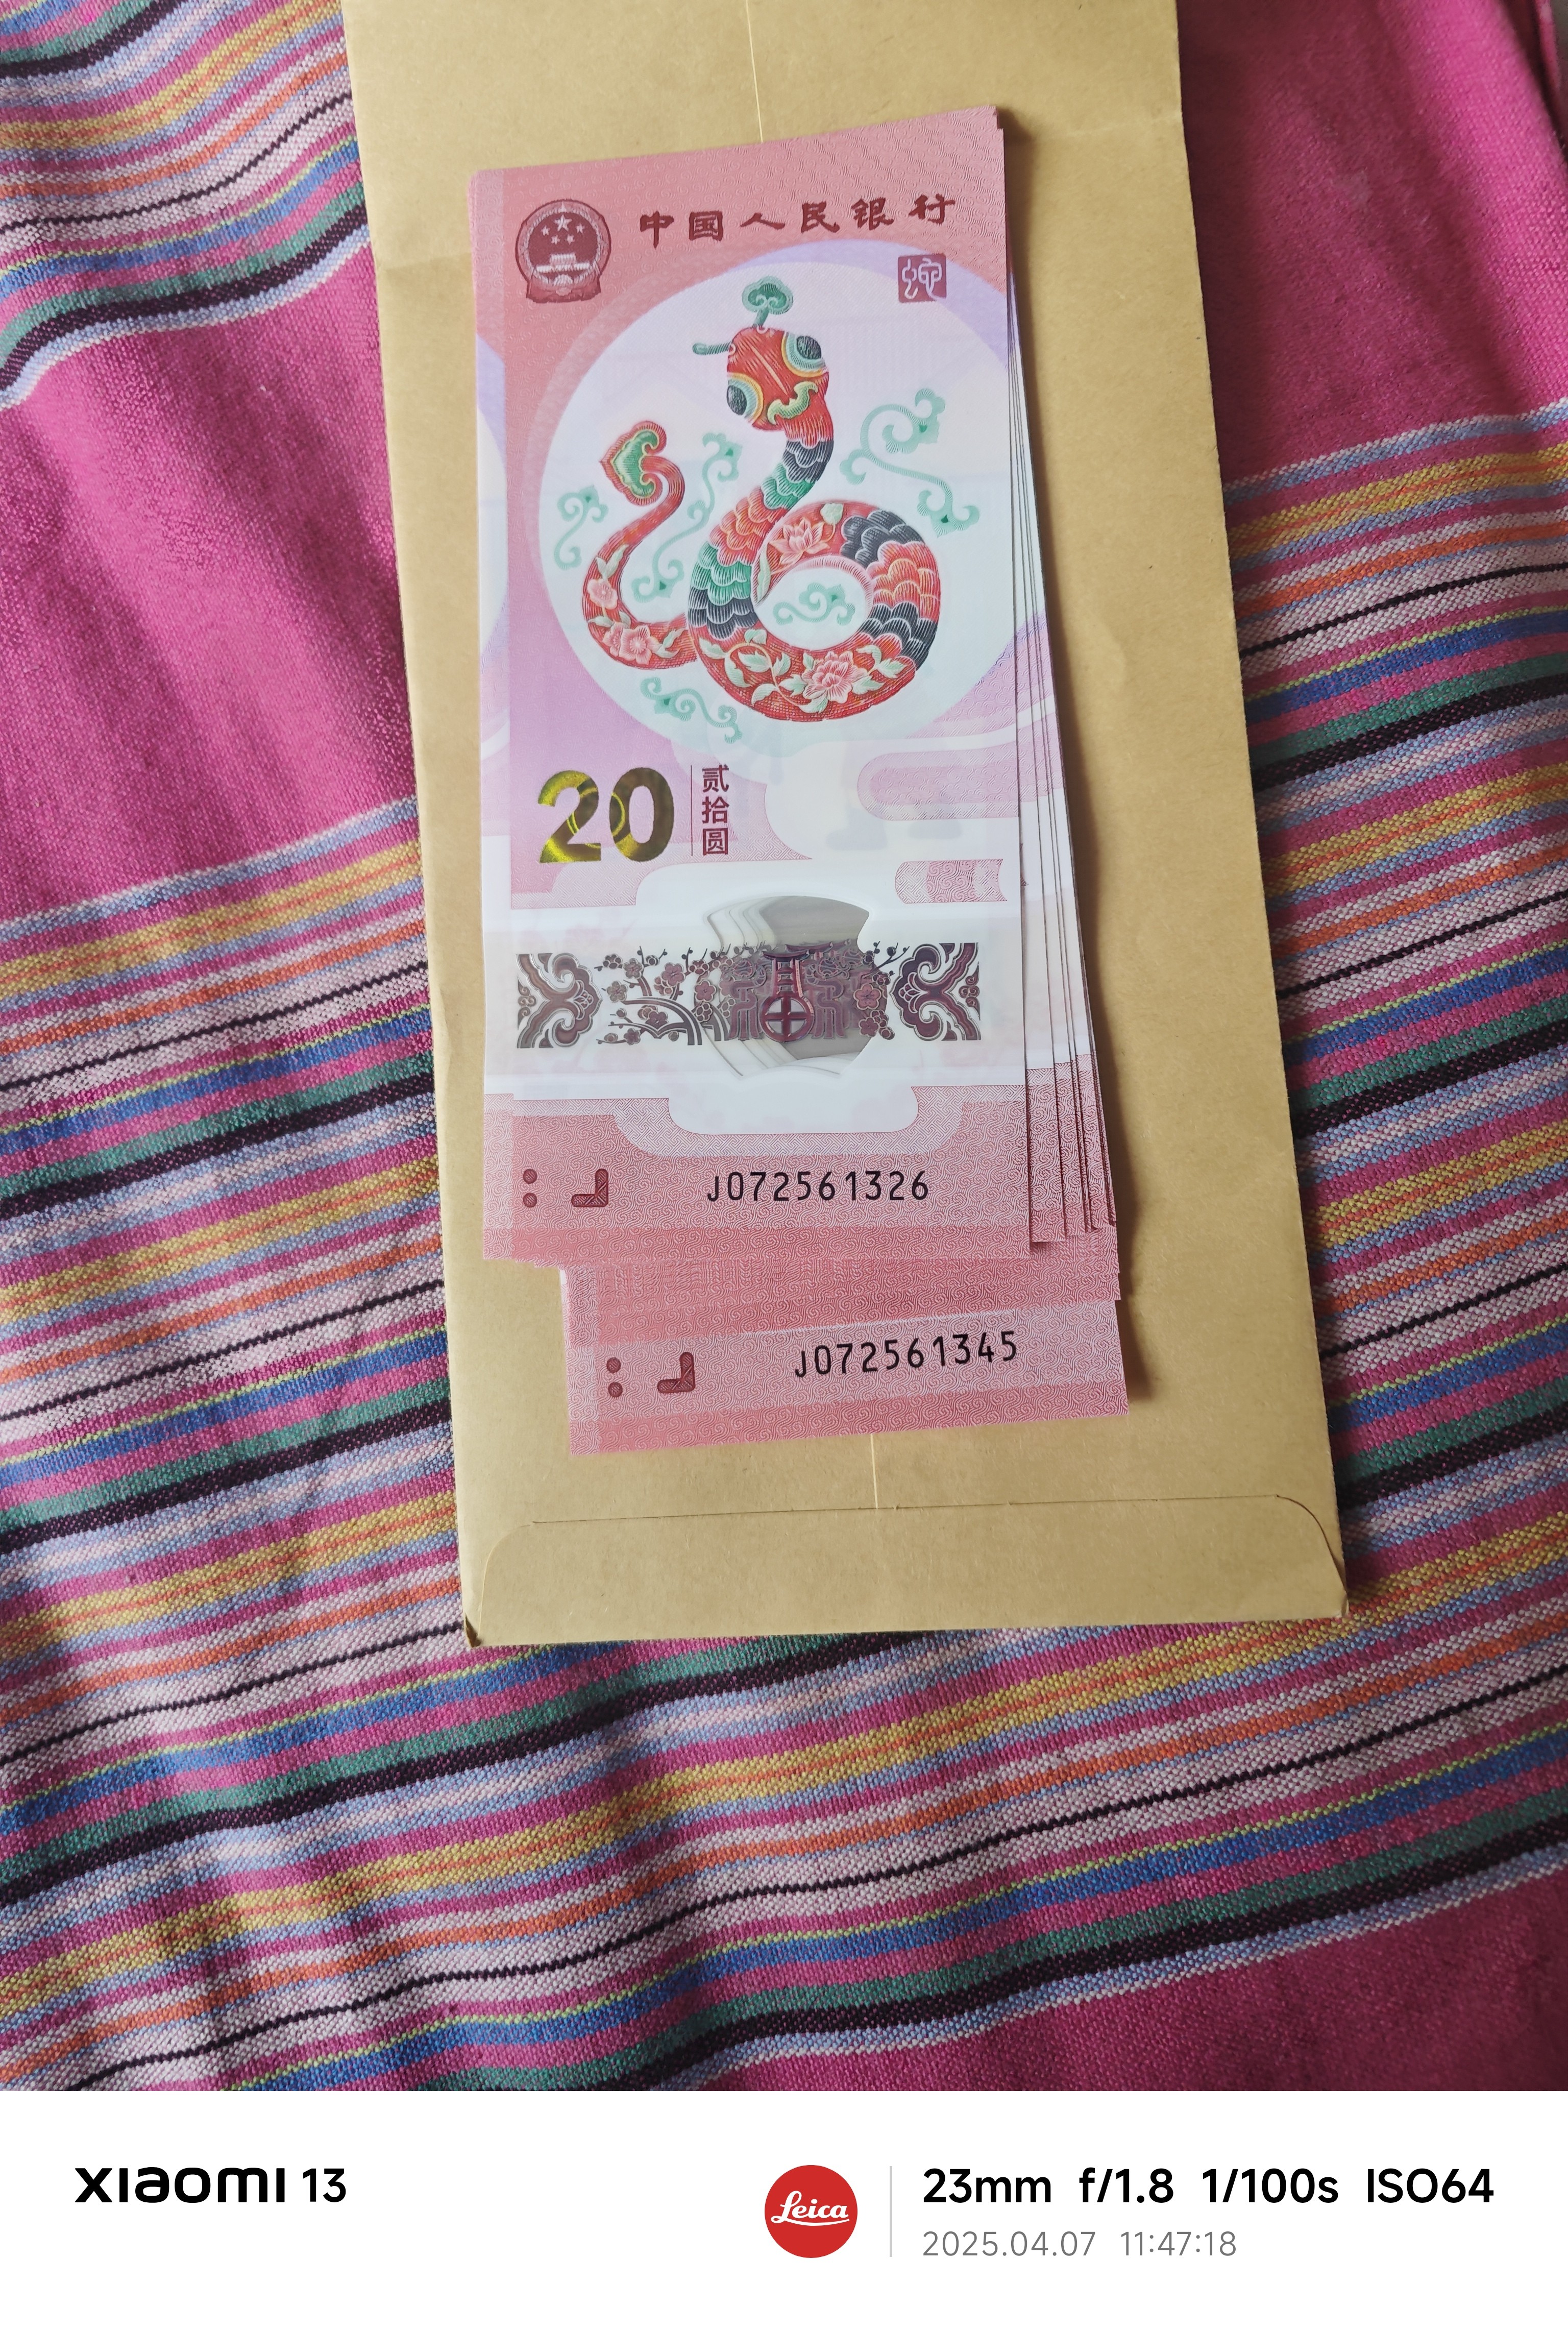 中国人民银行
蛇
20
贰拾圆
J072561326
J072561345
xiaomi 13
Leica
23mm f/1.8 1/100s ISO64
2025.04.07 11:47:18